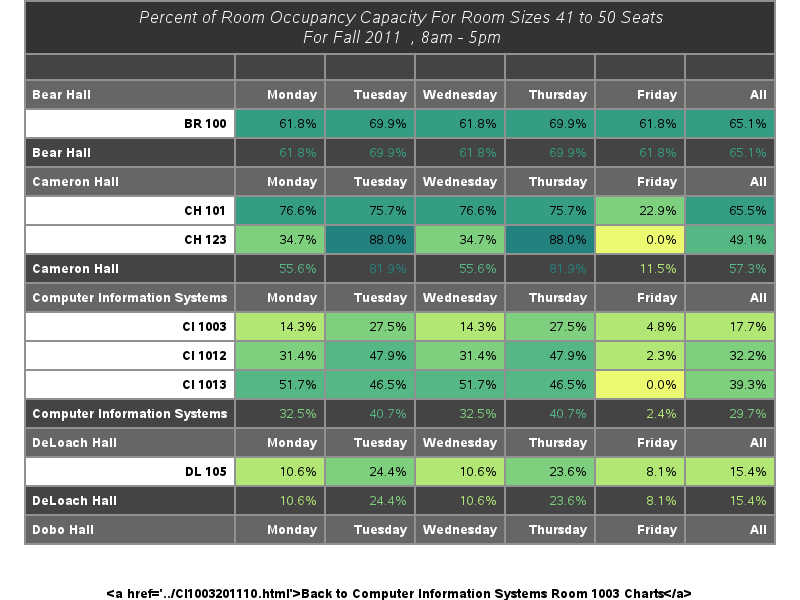 Percent of Room Occupancy Capacity For Room Sizes 41 to 50 Seats
For Fall 2011 , 8am - 5pm
Bear Hall Monday Tuesday Wednesday Thursday Friday All
BR 100 61.8% 69.9% 61.8% 69.9% 61.8% 65.1%
Bear Hall 61.8% 69.9% 61.8% 69.9% 61.8% 65.1%
Cameron Hall Monday Tuesday Wednesday Thursday Friday All
CH 101 76.6% 75.7% 76.6% 75.7% 22.9% 65.5%
CH 123 34.7% 88.0% 34.7% 88.0% 0.0% 49.1%
Cameron Hall 55.6% 81.9% 55.6% 81.9% 11.5% 57.3%
Computer Information Systems Monday Tuesday Wednesday Thursday Friday All
CI 1003 14.3% 27.5% 14.3% 27.5% 4.8% 17.7%
CI 1012 31.4% 47.9% 31.4% 47.9% 2.3% 32.2%
CI 1013 51.7% 46.5% 51.7% 46.5% 0.0% 39.3%
Computer Information Systems 32.5% 40.7% 32.5% 40.7% 2.4% 29.7%
DeLoach Hall Monday Tuesday Wednesday Thursday Friday All
DL 105 10.6% 24.4% 10.6% 23.6% 8.1% 15.4%
DeLoach Hall 10.6% 24.4% 10.6% 23.6% 8.1% 15.4%
Dobo Hall Monday Tuesday Wednesday Thursday Friday All
&lt;a href='../CI1003201110.html'&gt;Back to Computer Information Systems Room 1003 Charts&lt;/a&gt;